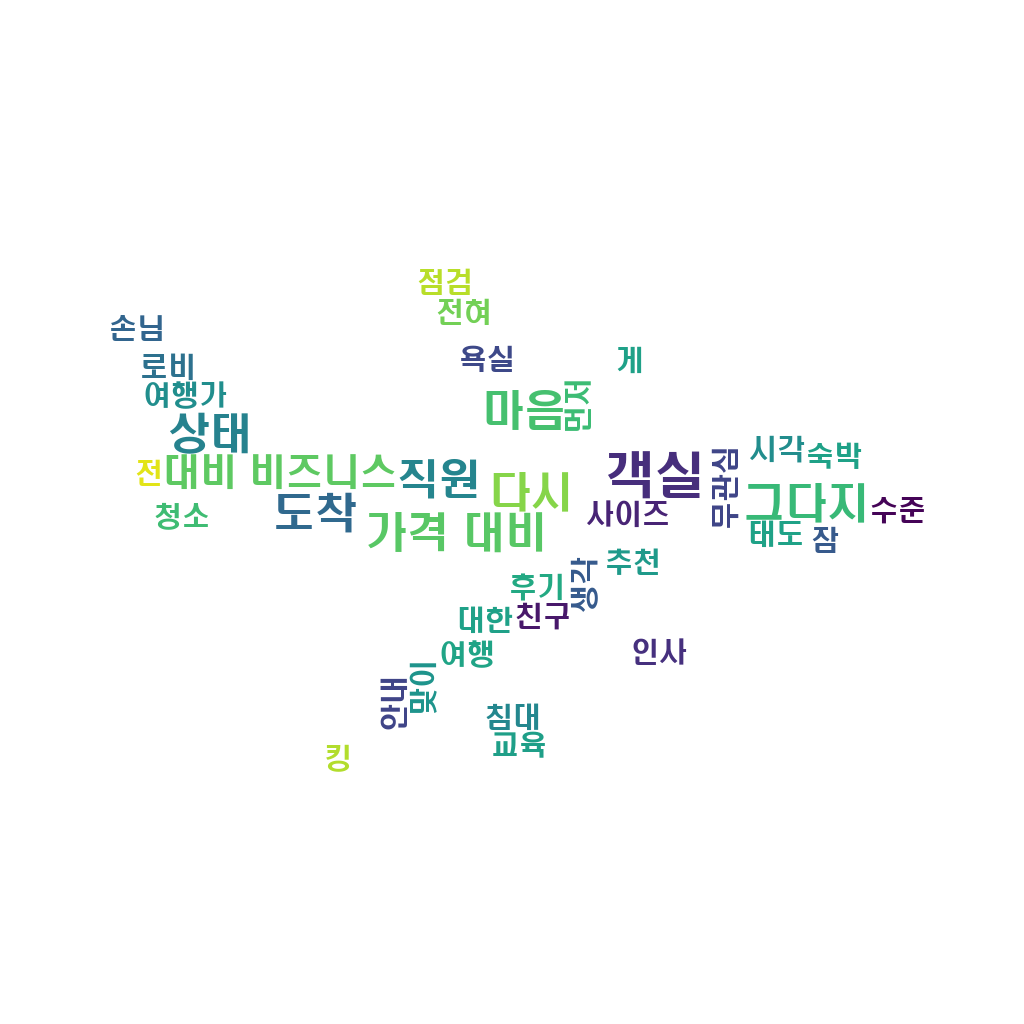 점검
전혀
손님
로비
욕실
게
여행가
마음
먼저
상태
시각
숙박
전
대비 비즈니스
직원
다시
객실
무관심
그다지
수준
청소
도착
가격 대비
사이즈
태도
잠
추천
후기
생각
대한
친구
여행
인사
안내
맞이
침대
교육
킹